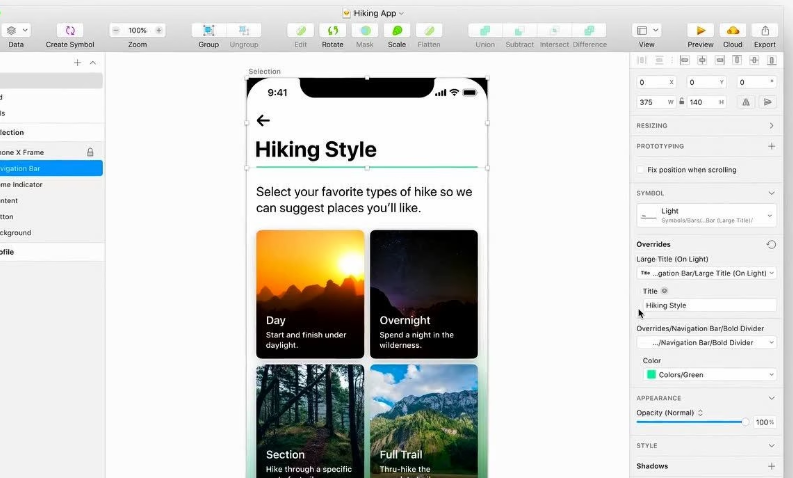 Hiking App
Data
Create Symbol
100%
Zoom
Group
Ungroup
Edit
Rotate
Mask
Scale
Flatten
Union
Subtract
Intersect
Difference
View
Preview
Cloud
Export
Selection
9:41
Hiking Style
Select your favorite types of hike so we
can suggest places you'll like.
Day
Start and finish under
daylight.
Overnight
Spend a night in the
wilderness.
Section
Hike through a specific
Full Trail
Thru-hike the
d
ls
lection
one X Frame
vigation Bar
me Indicator
ntent
tton
ckground
ofile
0 X 0 Y 0 °
375 W 140 H
RESIZING
PROTOTYPING
Fix position when scrolling
SYMBOL
Light
Symbols/Bars/...Bar (Large Title)/
Overrides
Large Title (On Light)
Title ...gation Bar/Large Title (On Light)
Title
Hiking Style
Overrides/Navigation Bar/Bold Divider
.../Navigation Bar/Bold Divider
Color
Colors/Green
APPEARANCE
Opacity (Normal)
100%
STYLE
Shadows